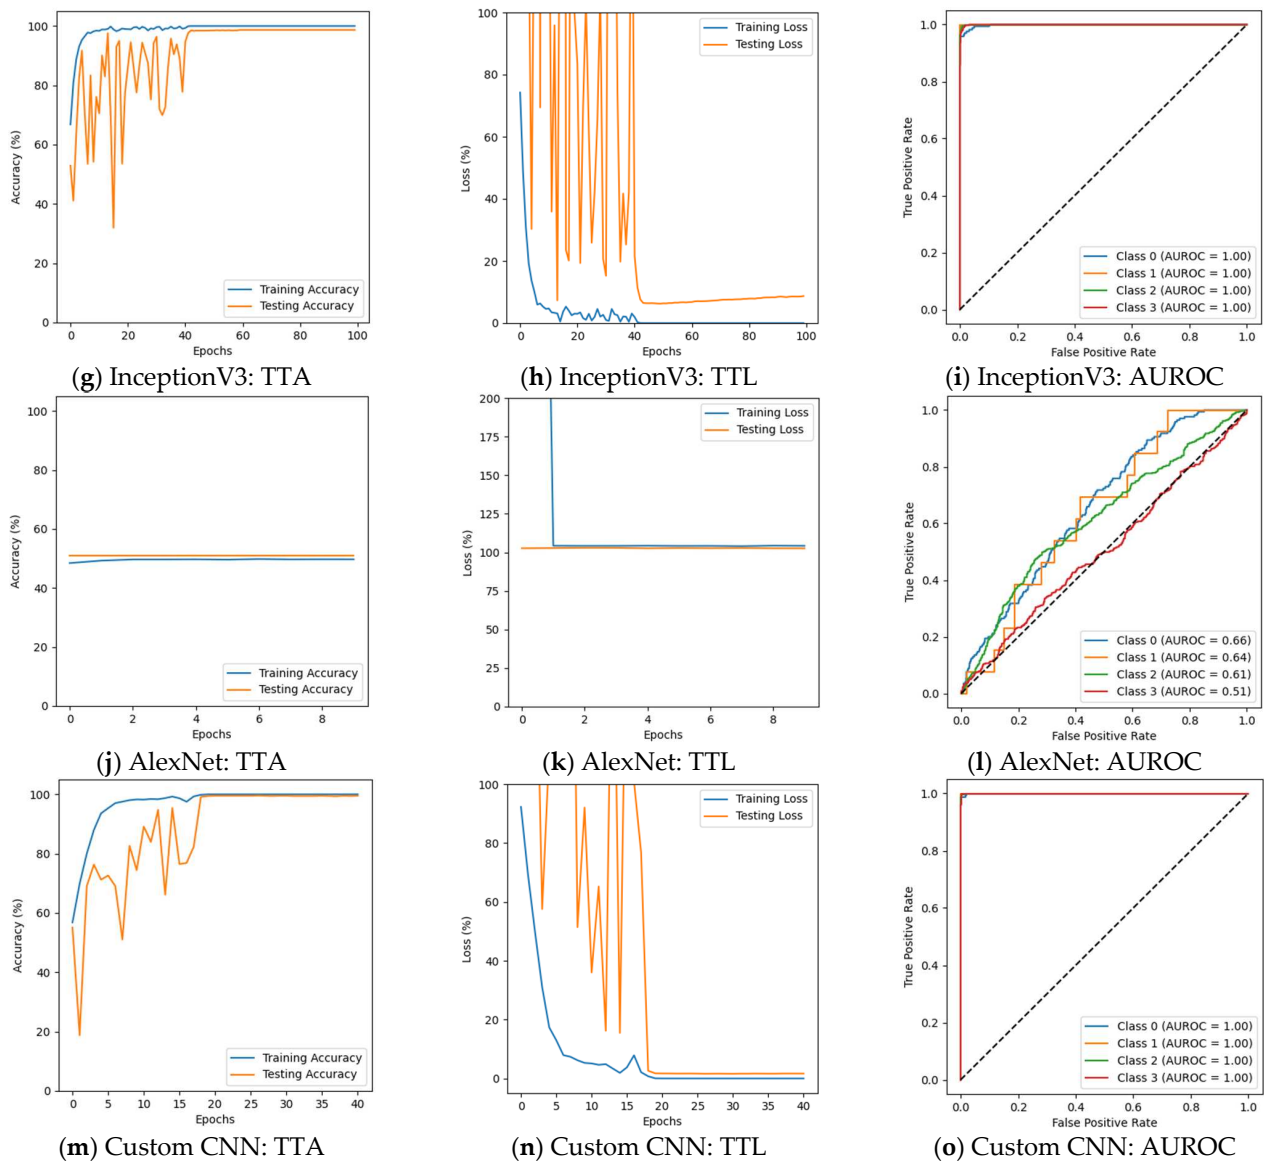 100
80
60
40
20
0
Accuracy (%)
Training Accuracy
Testing Accuracy
0 20 40 60 80 100
Epochs
(g) InceptionV3: TTA
100
80
60
40
20
0
Loss (%)
Training Loss
Testing Loss
0 20 40 60 80 100
Epochs
(h) InceptionV3: TTL
1.0
0.8
0.6
0.4
0.2
0.0
True Positive Rate
Class 0 (AUROC = 1.00)
Class 1 (AUROC = 1.00)
Class 2 (AUROC = 1.00)
Class 3 (AUROC = 1.00)
0.0 0.2 0.4 0.6 0.8 1.0
False Positive Rate
(i) InceptionV3: AUROC
100
80
60
40
20
0
Accuracy (%)
Training Accuracy
Testing Accuracy
0 2 4 6 8
Epochs
(j) AlexNet: TTA
200
175
150
125
100
75
50
25
0
Loss (%)
Training Loss
Testing Loss
0 2 4 6 8
Epochs
(k) AlexNet: TTL
1.0
0.8
0.6
0.4
0.2
0.0
True Positive Rate
Class 0 (AUROC = 0.66)
Class 1 (AUROC = 0.64)
Class 2 (AUROC = 0.61)
Class 3 (AUROC = 0.51)
0.0 0.2 0.4 0.6 0.8 1.0
False Positive Rate
(l) AlexNet: AUROC
100
80
60
40
20
0
Accuracy (%)
Training Accuracy
Testing Accuracy
0 5 10 15 20 25 30 35 40
Epochs
(m) Custom CNN: TTA
100
80
60
40
20
0
Loss (%)
Training Loss
Testing Loss
0 5 10 15 20 25 30 35 40
Epochs
(n) Custom CNN: TTL
1.0
0.8
0.6
0.4
0.2
0.0
True Positive Rate
Class 0 (AUROC = 1.00)
Class 1 (AUROC = 1.00)
Class 2 (AUROC = 1.00)
Class 3 (AUROC = 1.00)
0.0 0.2 0.4 0.6 0.8 1.0
False Positive Rate
(o) Custom CNN: AUROC